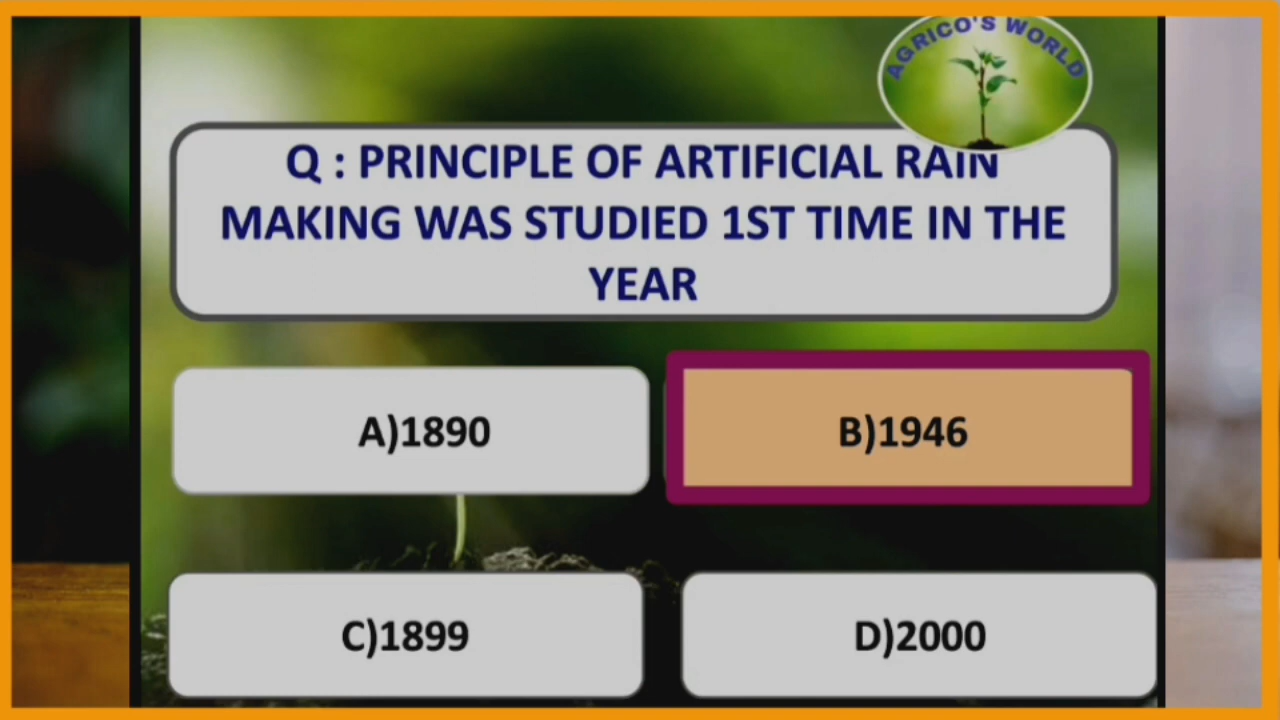 AGRICO'S WORLD
Q : PRINCIPLE OF ARTIFICIAL RAIN
MAKING WAS STUDIED 1ST TIME IN THE
YEAR
A)1890
B)1946
C)1899
D)2000